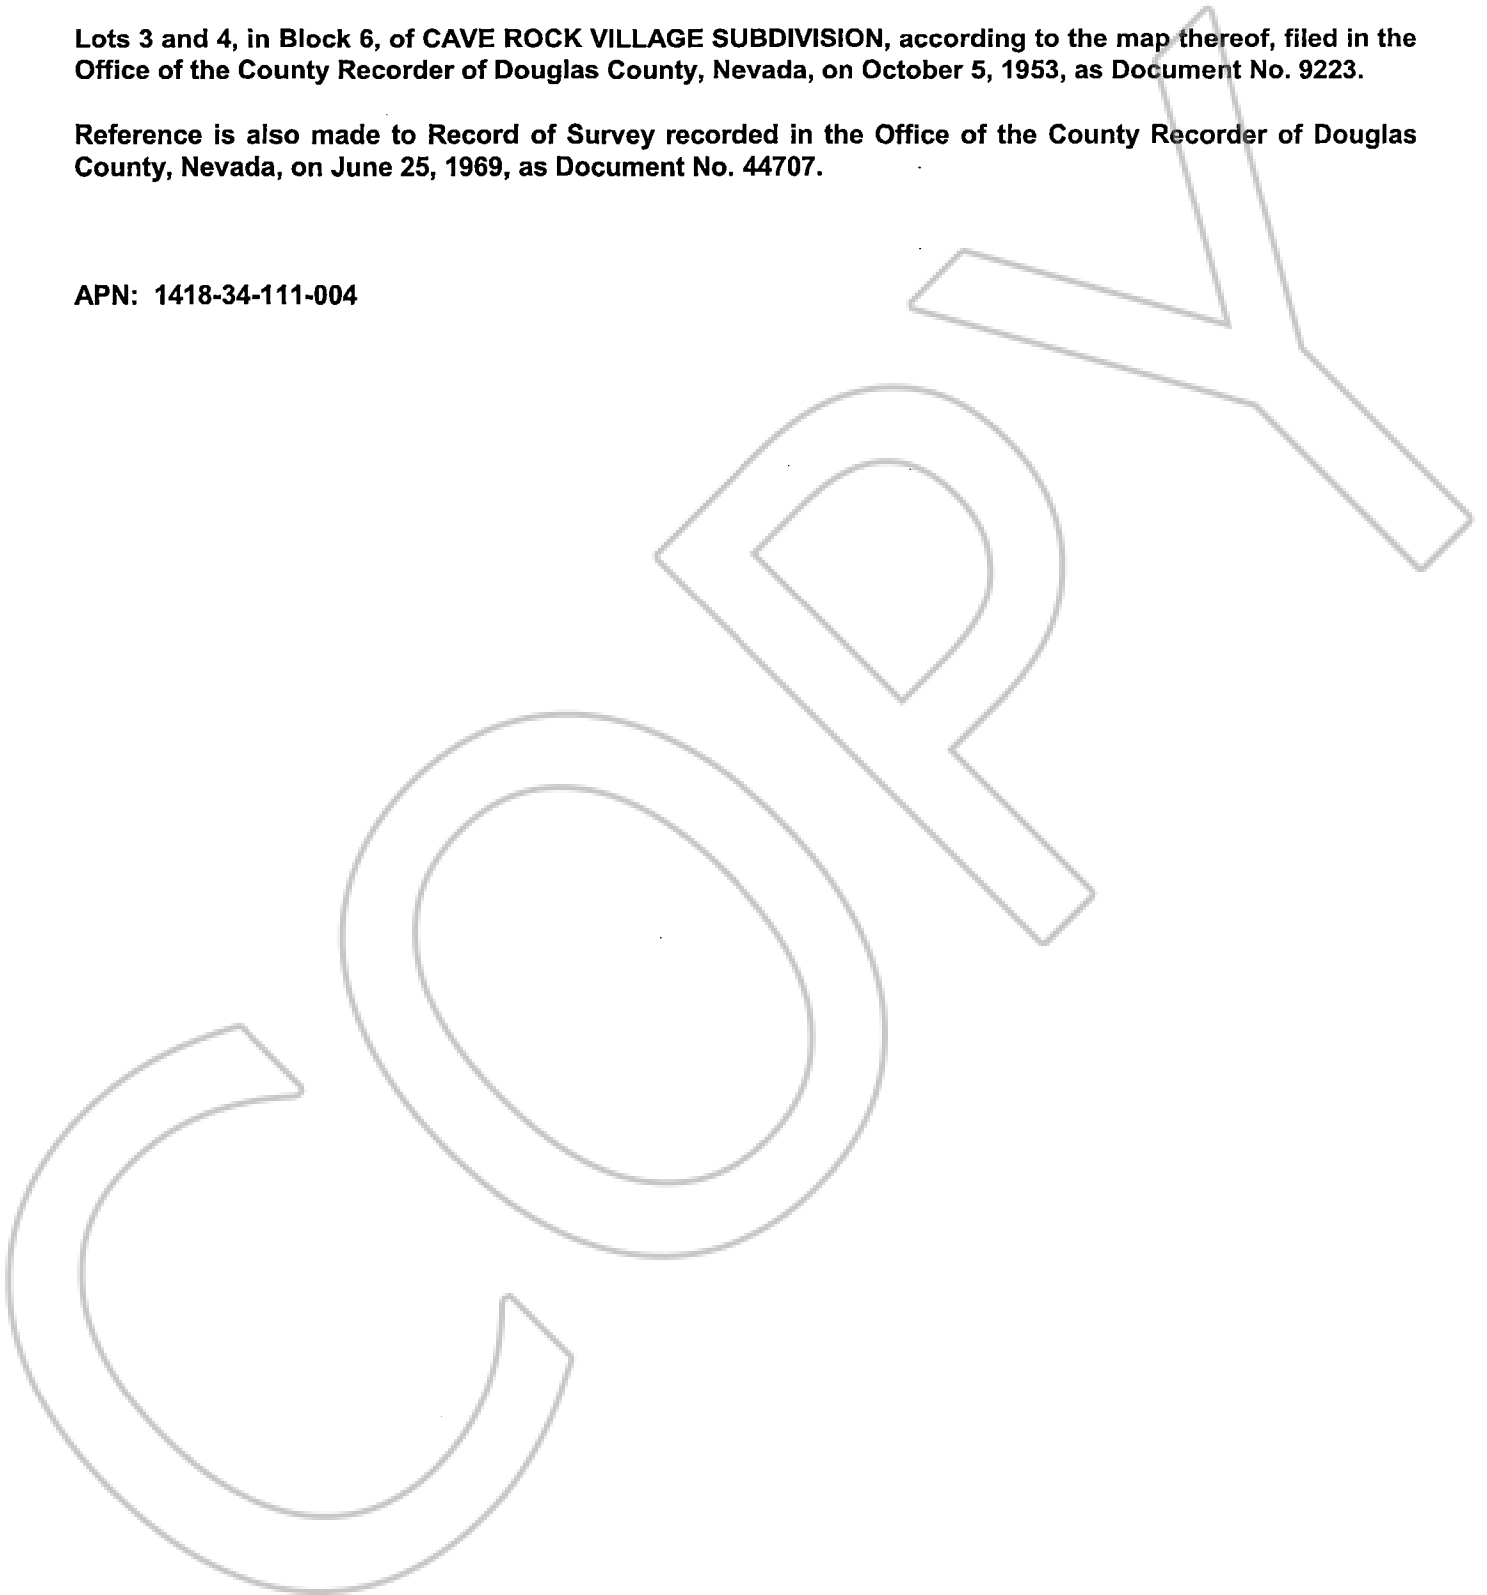 Lots 3 and 4, in Block 6, of CAVE ROCK VILLAGE SUBDIVISION, according to the map thereof, filed in the
Office of the County Recorder of Douglas County, Nevada, on October 5, 1953, as Document No. 9223.
Reference is also made to Record of Survey recorded in the Office of the County Recorder of Douglas
County, Nevada, on June 25, 1969, as Document No. 44707.
APN: 1418-34-111-004
COPY